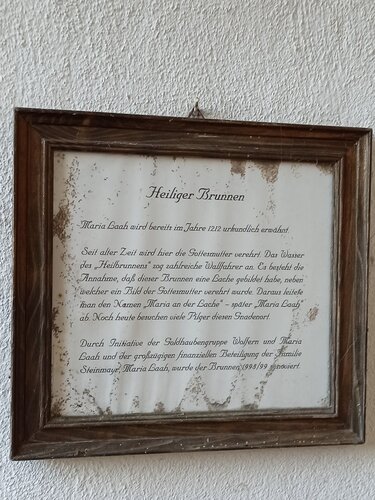 Heiliger Brunnen
Maria Laah wird bereits im Jahre 1212 urkundlich erwähnt.
Seit alter Zeit wird hier die Gottesmutter verehrt. Das Wasser
des „Heilbrunnens" zog zahlreiche Wallfahrer an. Es besteht die
Annahme, daß dieser Brunnen eine Lache gebildet habe, neben
welcher ein Bild der Gottesmutter verehrt wurde. Daraus leitete
man den Namen „Maria an der Lache" - später „Maria Laah"
ab. Noch heute besuchen viele Pilger diesen Gnadenort.
Durch Initiative der Goldhaubengruppe Wolfern und Maria
Laah und der großzügigen finanziellen Beteiligung der Familie
Steinmayr, Maria Laah, wurde der Brunnen 1998/99 renoviert.